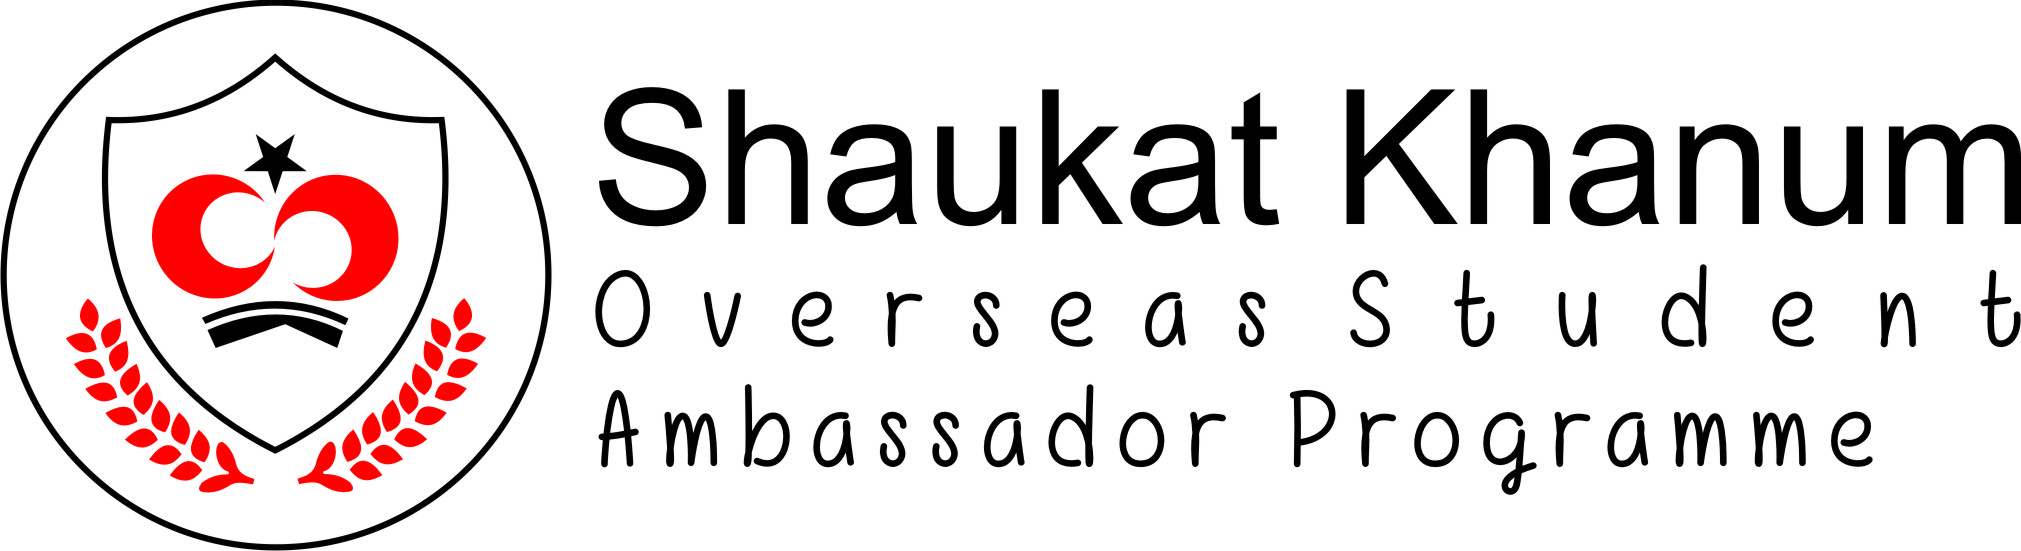 Shaukat Khanum
Overseas Student
Ambassador Programme